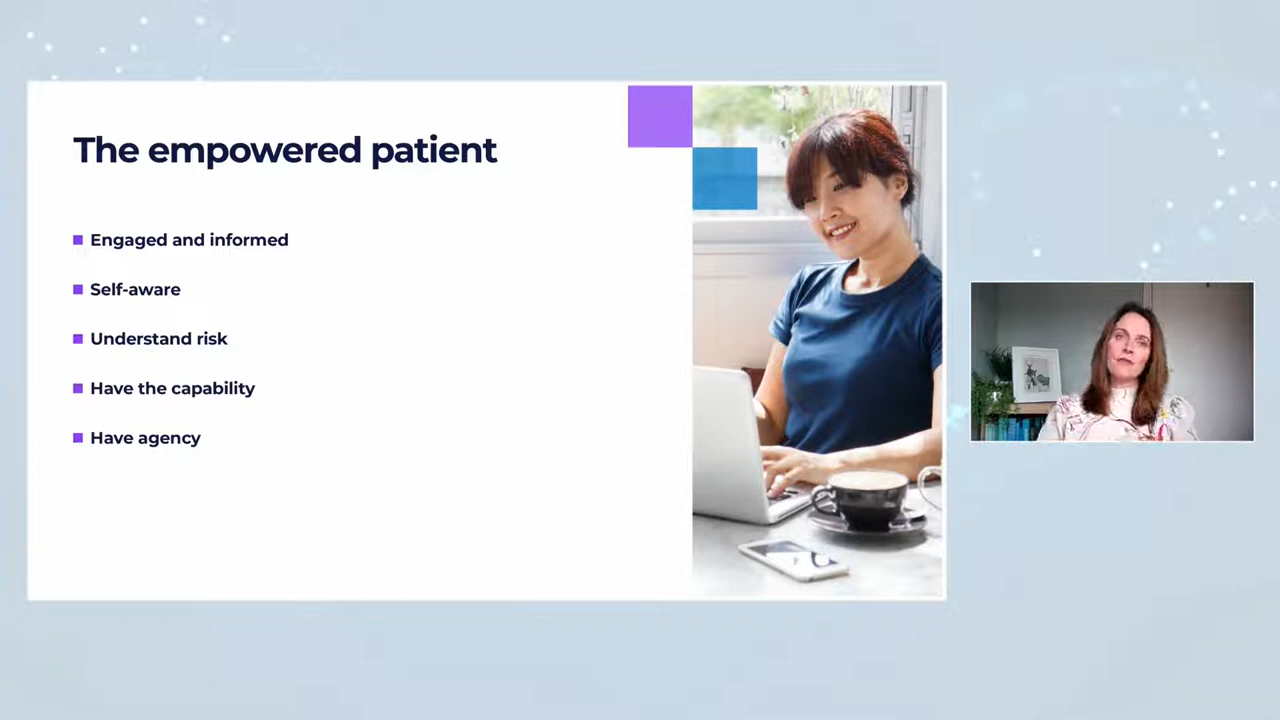 The empowered patient
Engaged and informed
Self-aware
Understand risk
Have the capability
Have agency